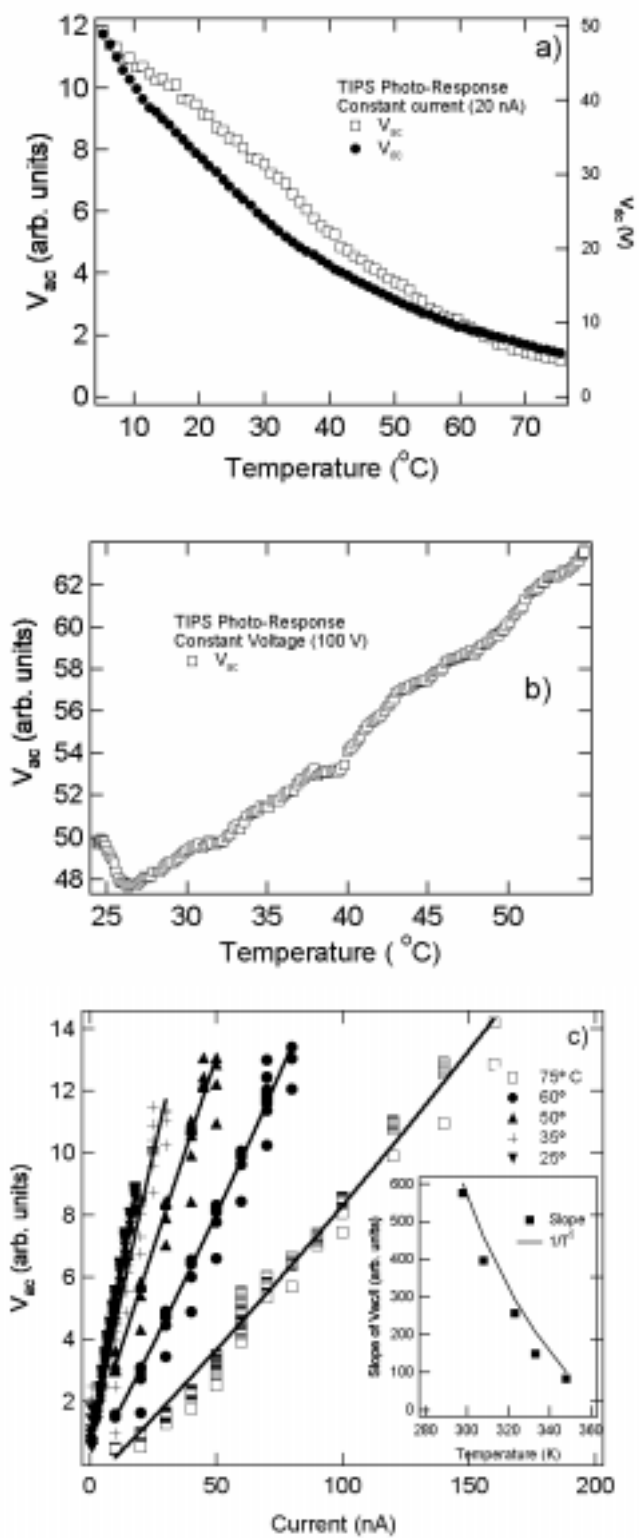 a)
TIPS Photo-Response
Constant current (20 nA)
□ Vac
● Vdc
12
10
8
6
4
2
0
Vac (arb. units)
50
40
30
20
10
0
Vdc (V)
10 20 30 40 50 60 70
Temperature (°C)
62
60
58
56
54
52
50
48
Vac (arb. units)
TIPS Photo-Response
Constant Voltage (100 V)
□ Vac
b)
25 30 35 40 45 50
Temperature ( °C)
14
12
10
8
6
4
2
Vac (arb. units)
c)
□ 75° C
● 60°
▲ 50°
+ 35°
▼ 25°
600
500
400
300
200
100
0
Slope of Vac/I (arb. units)
■ Slope
280 300 320 340 360
Temperature (K)
0 50 100 150 200
Current (nA)